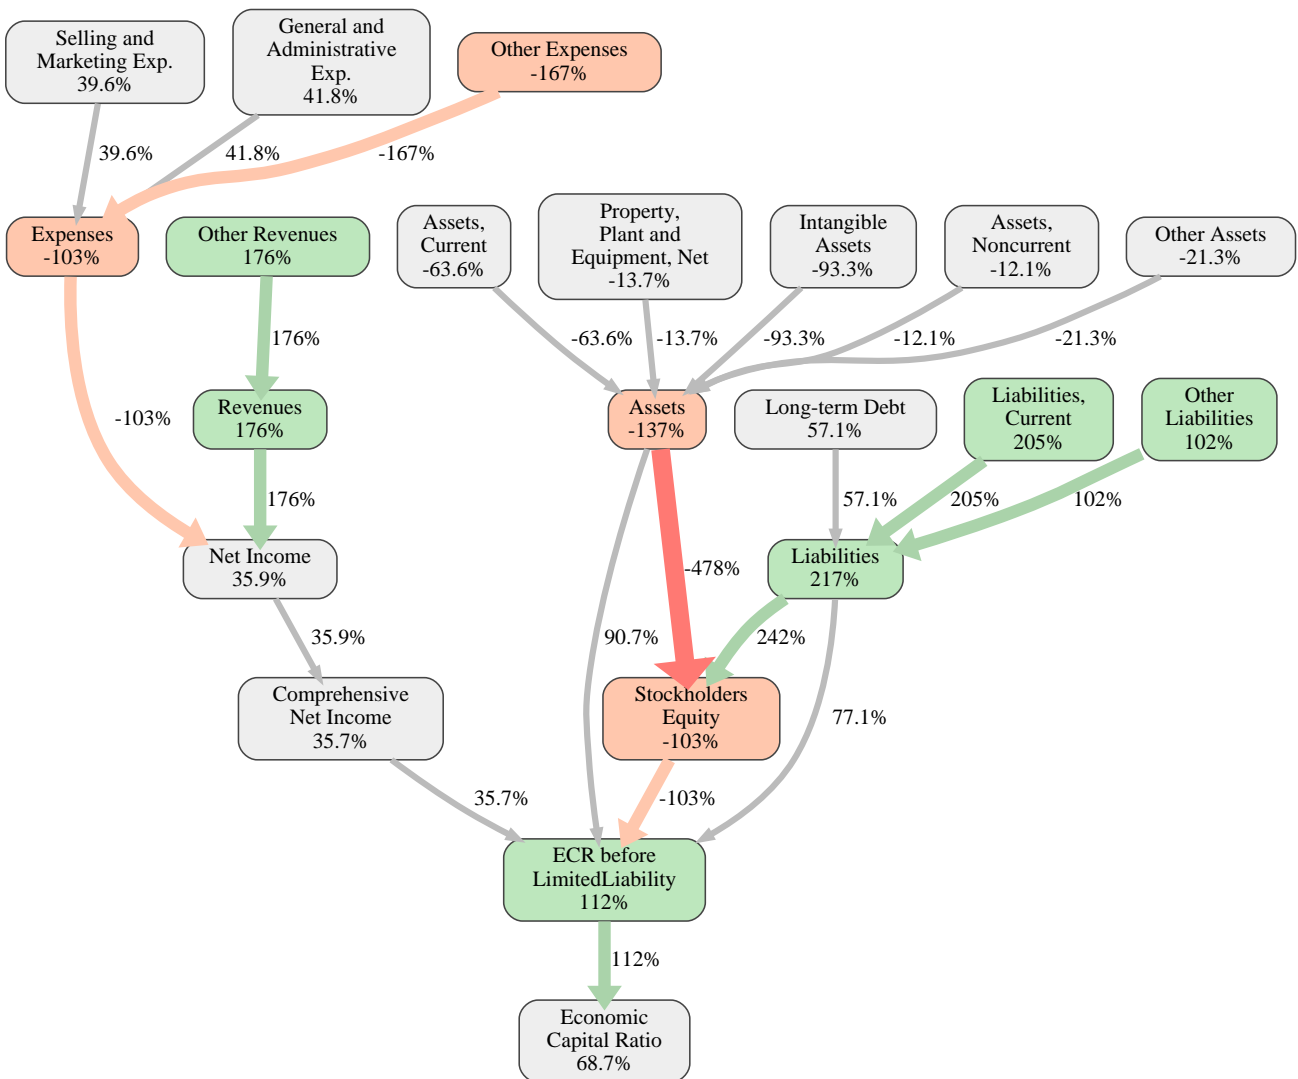 Selling and
Marketing Exp.
39.6%
General and
Administrative
Exp.
41.8%
Other Expenses
-167%
39.6%
41.8%
-167%
Expenses
-103%
Other Revenues
176%
Assets,
Current
-63.6%
Property,
Plant and
Equipment, Net
-13.7%
Intangible
Assets
-93.3%
Assets,
Noncurrent
-12.1%
Other Assets
-21.3%
176%
-63.6%
-13.7%
-93.3%
-12.1%
-21.3%
-103%
Revenues
176%
Assets
-137%
Long-term Debt
57.1%
Liabilities,
Current
205%
Other
Liabilities
102%
176%
57.1%
205%
102%
Net Income
35.9%
-478%
Liabilities
217%
35.9%
90.7%
242%
Comprehensive
Net Income
35.7%
Stockholders
Equity
-103%
77.1%
35.7%
-103%
ECR before
LimitedLiability
112%
112%
Economic
Capital Ratio
68.7%